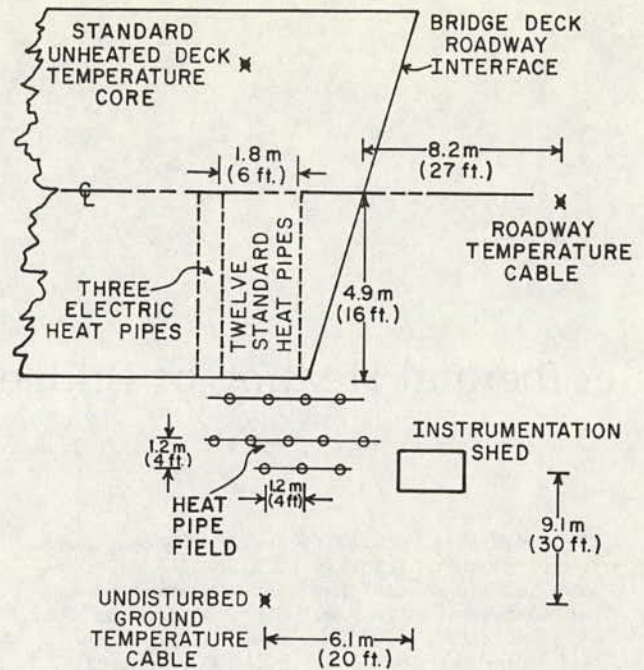 STANDARD
UNHEATED DECK
TEMPERATURE
CORE
BRIDGE DECK
ROADWAY
INTERFACE
1.8 m
(6 ft.)
8.2 m
(27 ft.)
℄
ROADWAY
TEMPERATURE
CABLE
THREE
ELECTRIC
HEAT PIPES
TWELVE
STANDARD
HEAT PIPES
4.9 m
(16 ft.)
1.2 m
(4 ft.)
INSTRUMENTATION
SHED
1.2 m
(4 ft)
HEAT
PIPE
FIELD
9.1 m
(30 ft.)
UNDISTURBED
GROUND
TEMPERATURE
CABLE
6.1 m
(20 ft.)